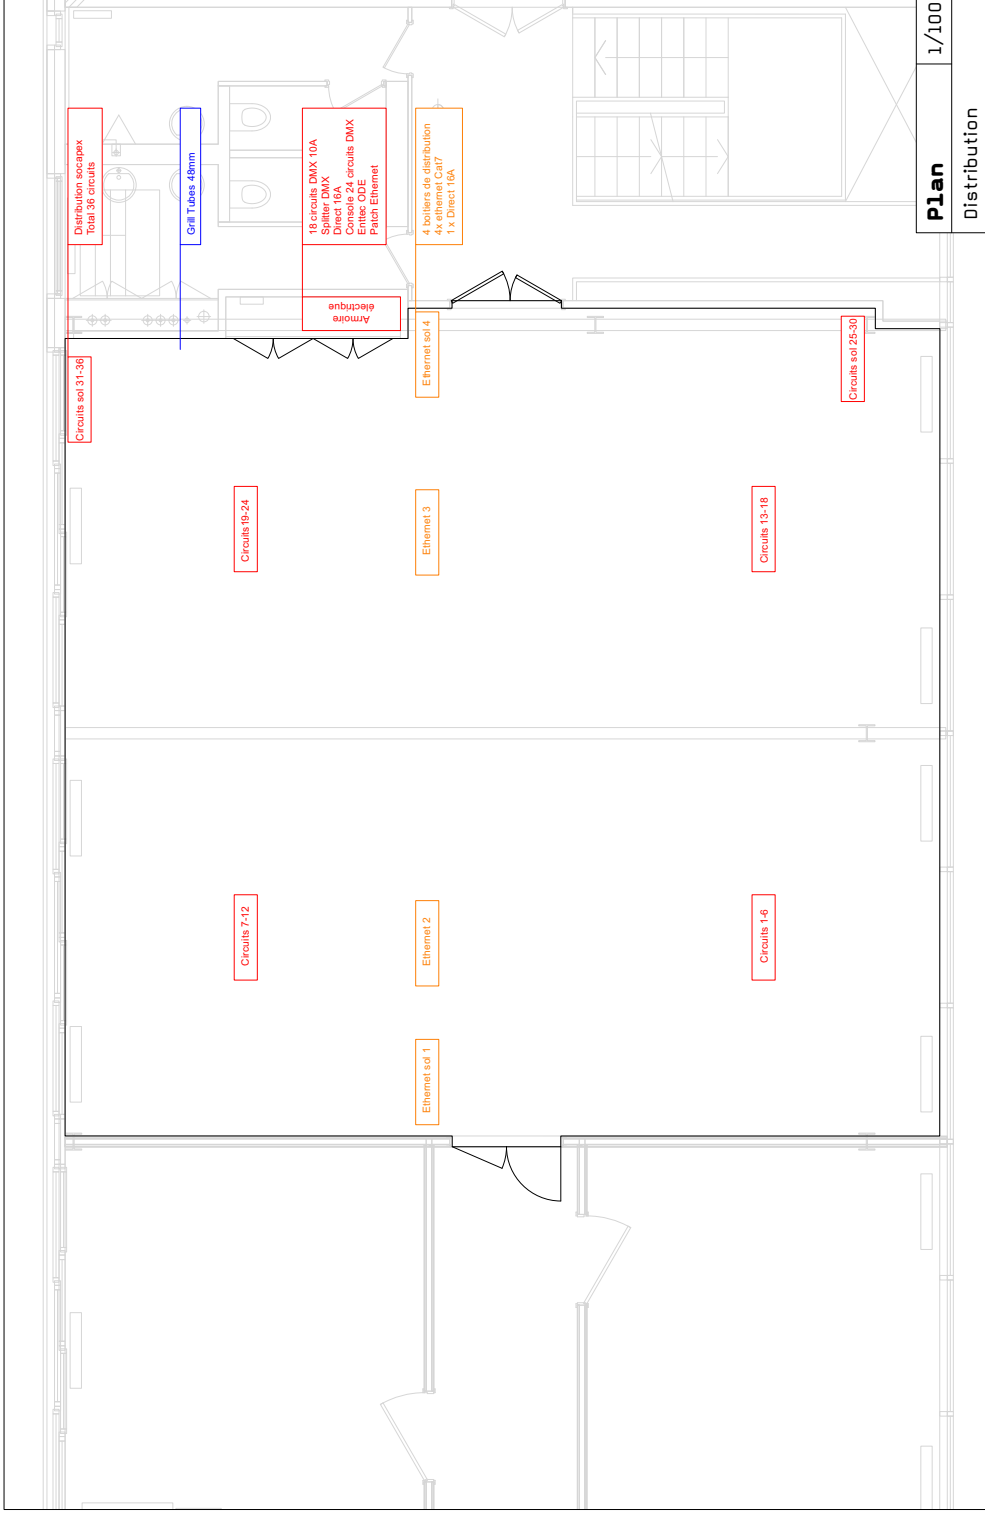 Distribution socapex
Total 36 circuits
Grill Tubes 48mm
18 circuits DMX 10A
Splitter DMX
Direct 16A
Console 24 circuits DMX
Enttec ODE
Patch Ethernet
4 boitiers de distribution
4x ethernet Cat7
1 x Direct 16A
Armoire
électrique
Circuits sol 31-36
Ethernet sol 4
Circuits sol 25-30
Circuits19-24
Ethernet 3
Circuits 13-18
Circuits 7-12
Ethernet 2
Circuits 1-6
Ethernet sol 1
Plan
1/100
Distribution